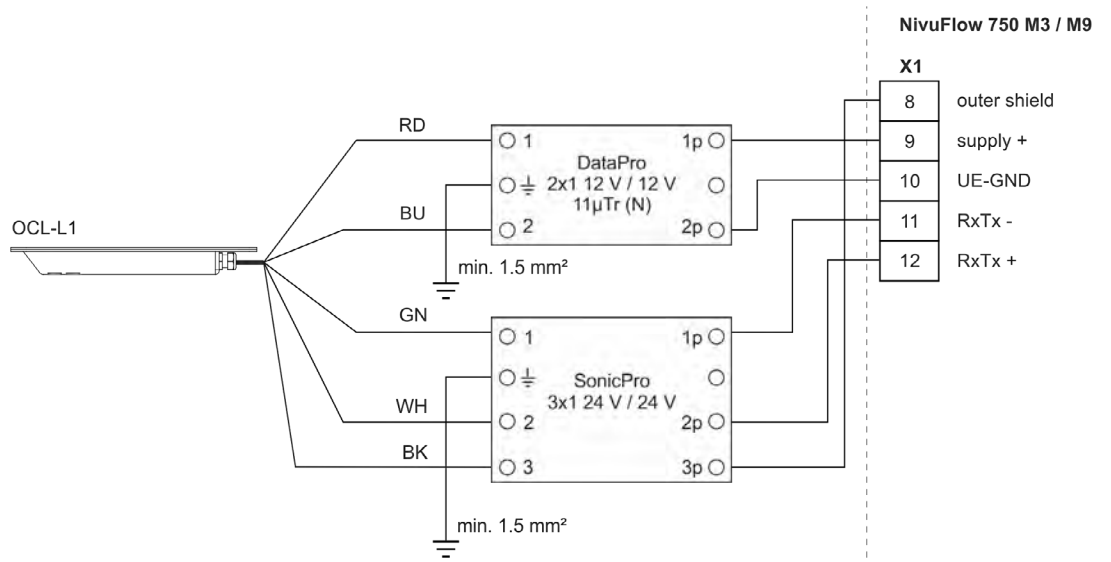 NivuFlow 750 M3 / M9
X1
8 outer shield
RD
1 1p 9 supply +
DataPro
2x1 12 V / 12 V 10 UE-GND
11µTr (N)
BU
2 2p 11 RxTx -
OCL-L1
min. 1.5 mm² 12 RxTx +
GN
1 1p
SonicPro
3x1 24 V / 24 V
WH
2 2p
BK
3 3p
min. 1.5 mm²